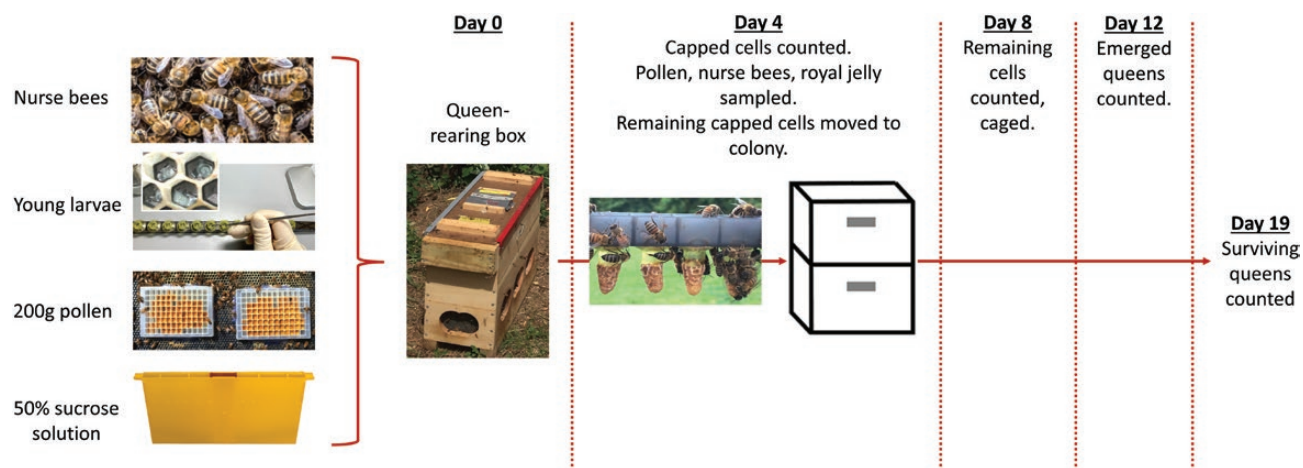 Nurse bees
Young larvae
200g pollen
50% sucrose
solution
Day 0
Queen-
rearing box
Day 4
Capped cells counted.
Pollen, nurse bees, royal jelly
sampled.
Remaining capped cells moved to
colony.
Day 8
Remaining
cells
counted,
caged.
Day 12
Emerged
queens
counted.
Day 19
Surviving
queens
counted